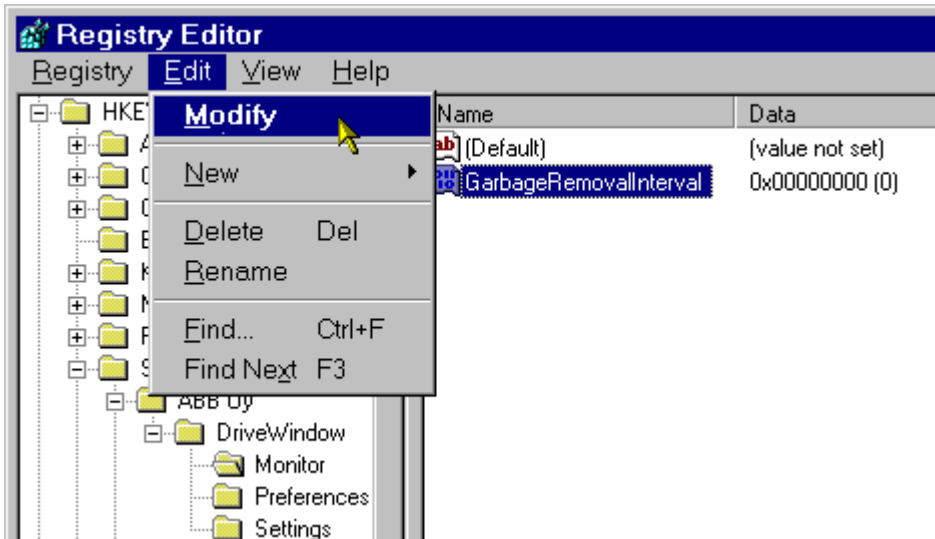 Registry Editor
Registry Edit View Help
HKE
Modify
New
Delete Del
Rename
Find... Ctrl+F
Find Next F3
ABB Oy
DriveWindow
Monitor
Preferences
Settings
Name Data
ab (Default) (value not set)
GarbageRemovalInterval 0x00000000 (0)